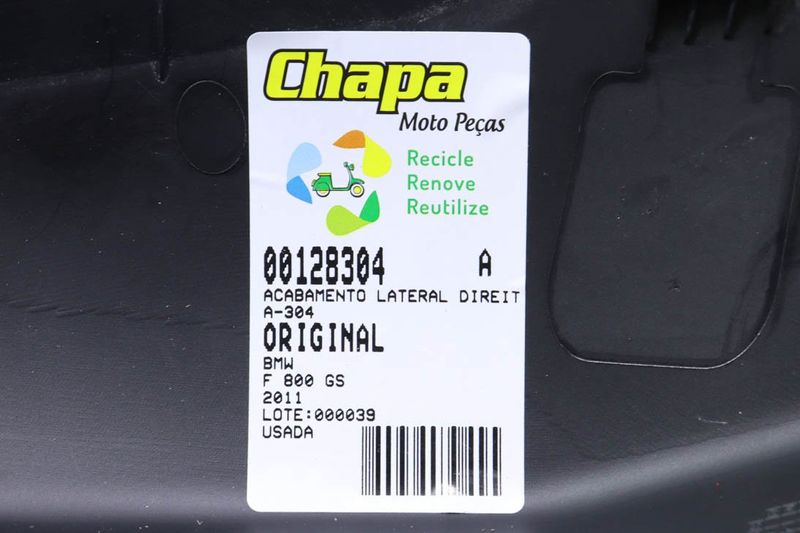 Chapa
Moto Peças
Recicle
Renove
Reutilize
00128304 A
ACABAMENTO LATERAL DIREIT
A-304
ORIGINAL
BMW
F 800 GS
2011
LOTE:000039
USADA